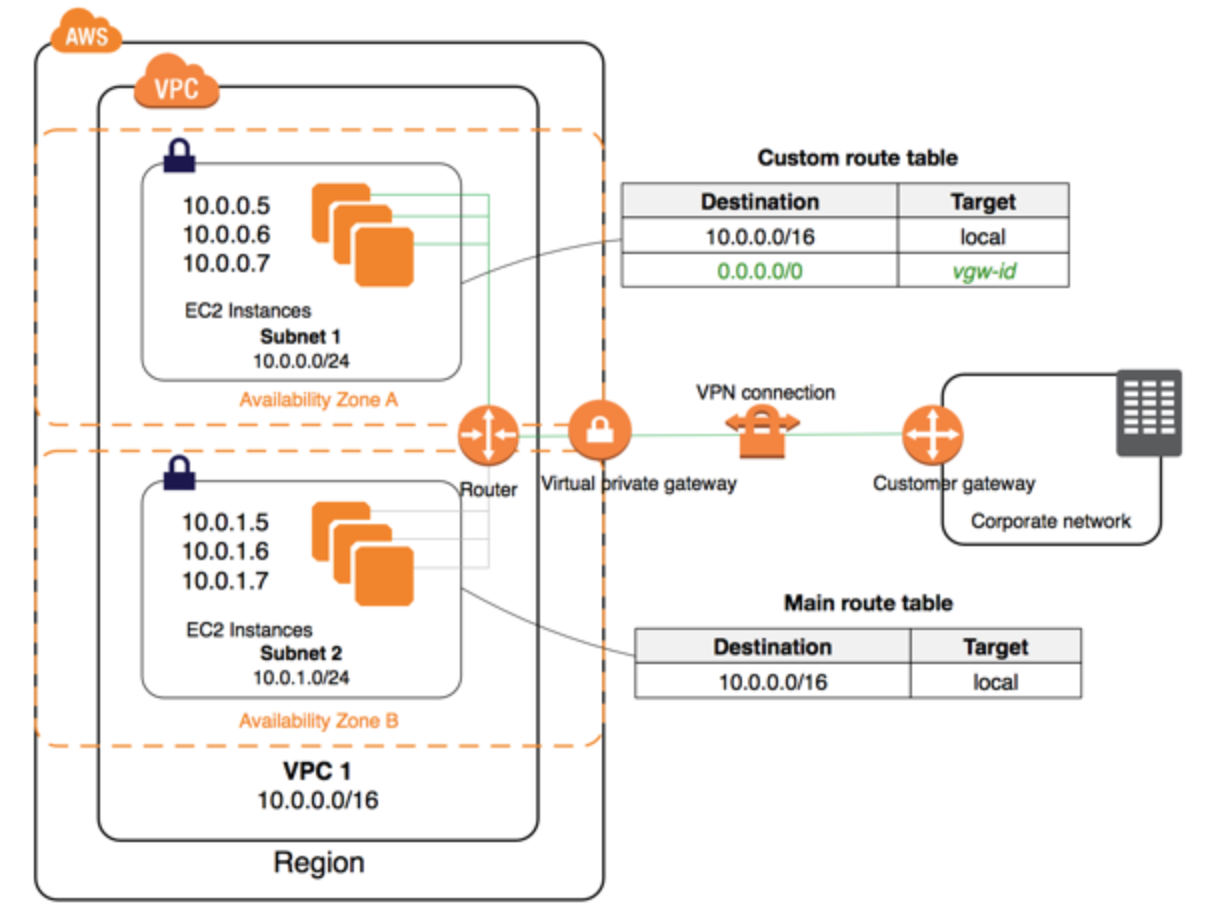 AWS
VPC
10.0.0.5
10.0.0.6
10.0.0.7
EC2 Instances
Subnet 1
10.0.0.0/24
Availability Zone A
Custom route table
Destination Target
10.0.0.0/16 local
0.0.0.0/0 vgw-id
VPN connection
Router
Virtual private gateway
Customer gateway
Corporate network
10.0.1.5
10.0.1.6
10.0.1.7
EC2 Instances
Subnet 2
10.0.1.0/24
Availability Zone B
Main route table
Destination Target
10.0.0.0/16 local
VPC 1
10.0.0.0/16
Region